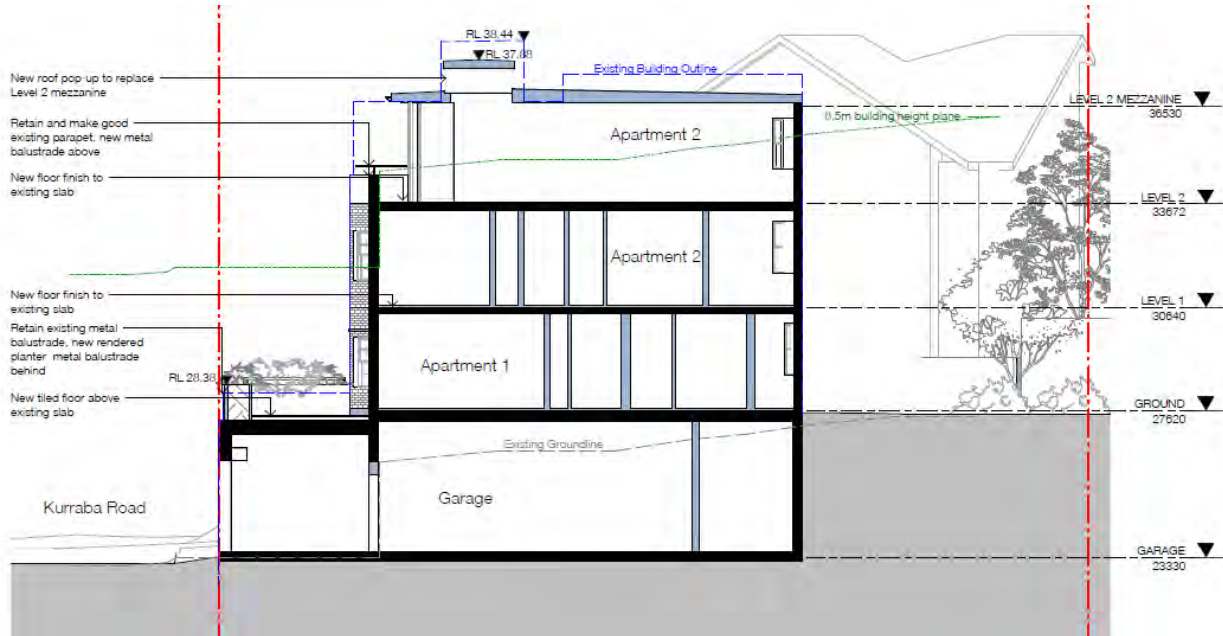 RL 38.44
RL 37.88
New roof pop-up to replace
Level 2 mezzanine
Existing Building Outline
LEVEL 2 MEZZANINE
36530
Retain and make good
existing parapet, new metal
balustrade above
Apartment 2
8.5m building height plane
New floor finish to
existing slab
LEVEL 2
33672
Apartment 2
New floor finish to
existing slab
LEVEL 1
30640
Retain existing metal
balustrade, new rendered
planter metal balustrade
behind
Apartment 1
RL 28.38
New tiled floor above
existing slab
GROUND
27620
Existing Groundline
Garage
Kurraba Road
GARAGE
23330